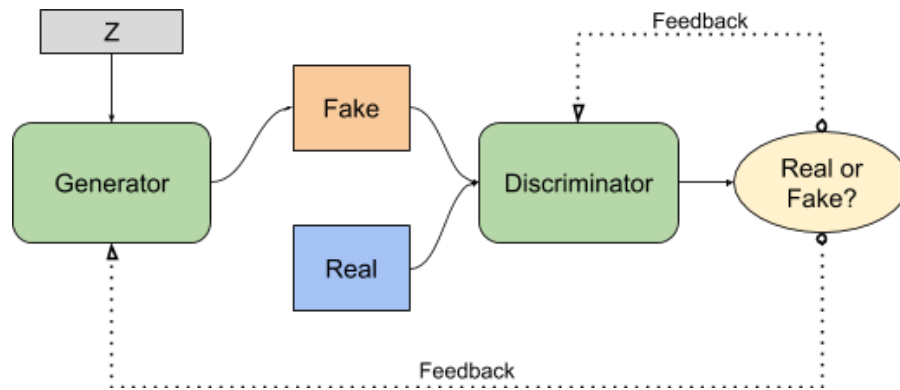 Z
Feedback
Fake
Generator
Discriminator
Real or
Fake?
Real
Feedback